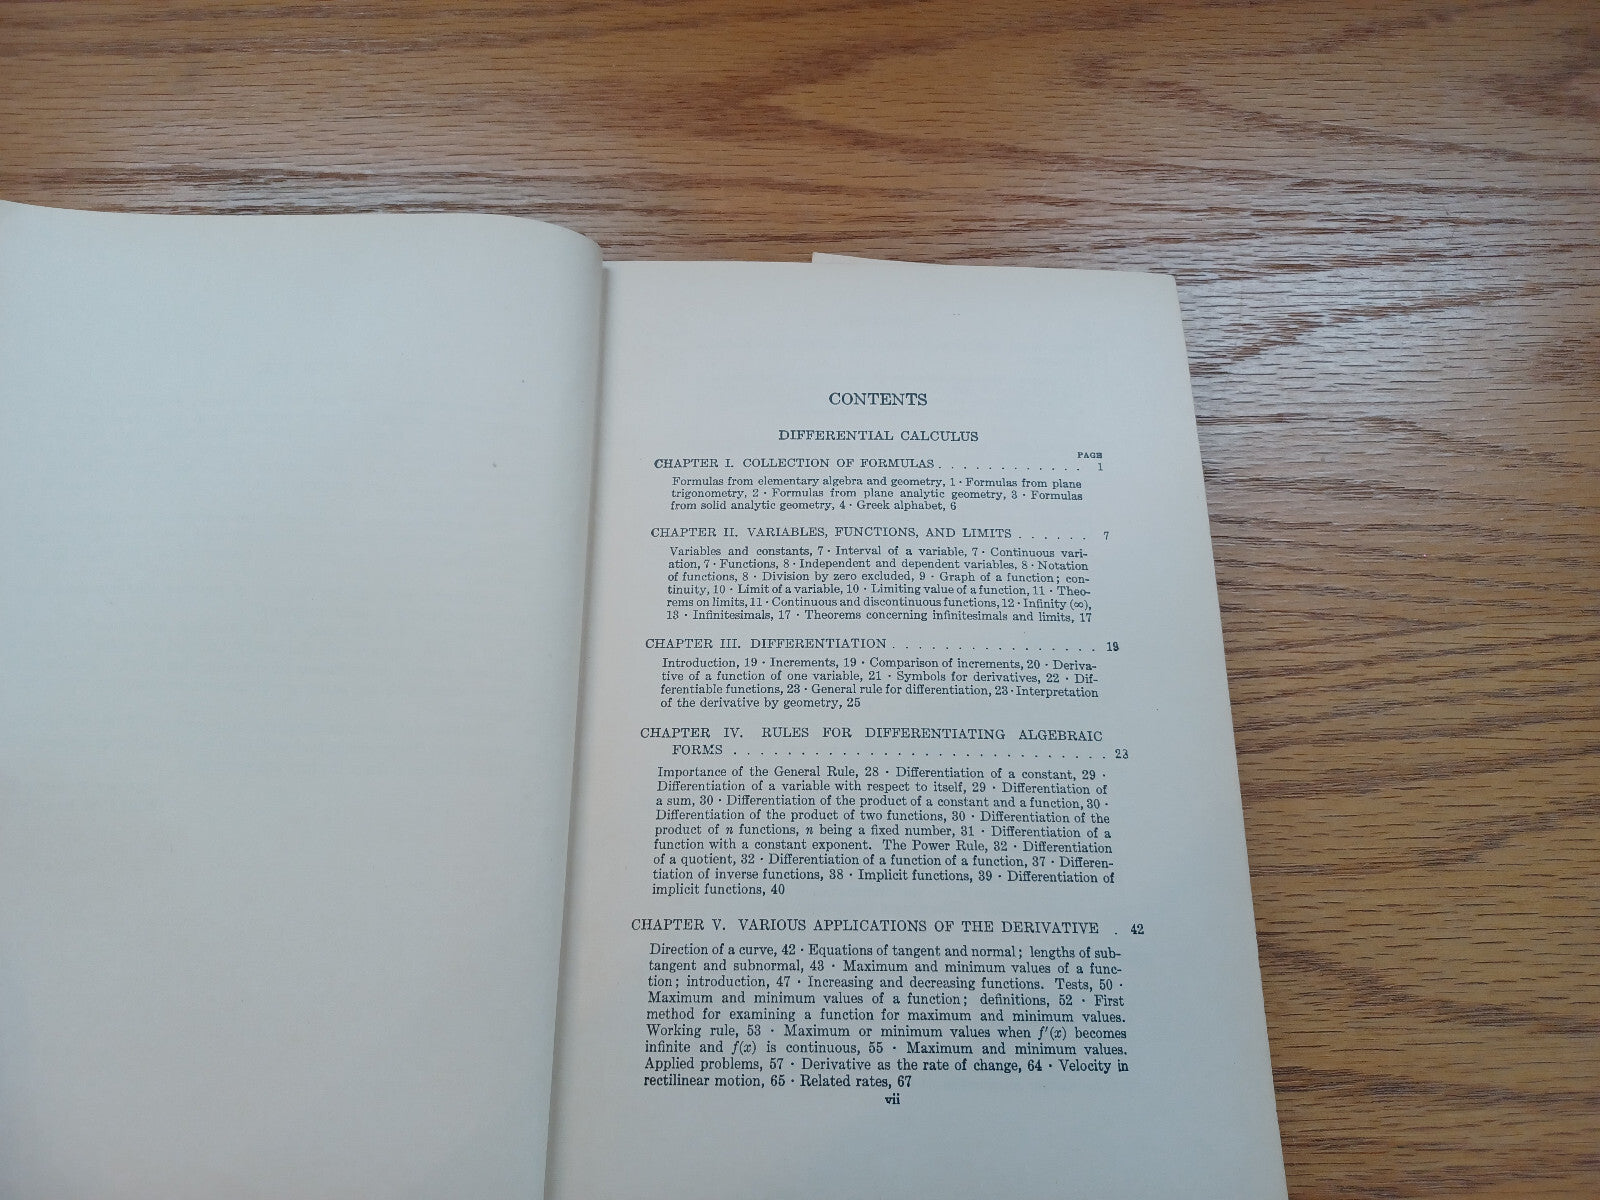 CONTENTS
DIFFERENTIAL CALCULUS
PAGE
CHAPTER I. COLLECTION OF FORMULAS . . . . . . . . . . . . 1
Formulas from elementary algebra and geometry, 1 · Formulas from plane
trigonometry, 2 · Formulas from plane analytic geometry, 3 · Formulas
from solid analytic geometry, 4 · Greek alphabet, 6
CHAPTER II. VARIABLES, FUNCTIONS, AND LIMITS . . . . . . 7
Variables and constants, 7 · Interval of a variable, 7 · Continuous vari-
ation, 7 · Functions, 8 · Independent and dependent variables, 8 · Notation
of functions, 8 · Division by zero excluded, 9 · Graph of a function; con-
tinuity, 10 · Limit of a variable, 10 · Limiting value of a function, 11 · Theo-
rems on limits, 11 · Continuous and discontinuous functions, 12 · Infinity (∞),
13 · Infinitesimals, 17 · Theorems concerning infinitesimals and limits, 17
CHAPTER III. DIFFERENTIATION . . . . . . . . . . . . . . . . 19
Introduction, 19 · Increments, 19 · Comparison of increments, 20 · Deriva-
tive of a function of one variable, 21 · Symbols for derivatives, 22 · Dif-
ferentiable functions, 23 · General rule for differentiation, 23 · Interpretation
of the derivative by geometry, 25
CHAPTER IV. RULES FOR DIFFERENTIATING ALGEBRAIC
FORMS . . . . . . . . . . . . . . . . . . . . . . . . . . . . 28
Importance of the General Rule, 28 · Differentiation of a constant, 29 ·
Differentiation of a variable with respect to itself, 29 · Differentiation of
a sum, 30 · Differentiation of the product of a constant and a function, 30 ·
Differentiation of the product of two functions, 30 · Differentiation of the
product of n functions, n being a fixed number, 31 · Differentiation of a
function with a constant exponent. The Power Rule, 32 · Differentiation
of a quotient, 32 · Differentiation of a function of a function, 37 · Differen-
tiation of inverse functions, 38 · Implicit functions, 39 · Differentiation of
implicit functions, 40
CHAPTER V. VARIOUS APPLICATIONS OF THE DERIVATIVE . 42
Direction of a curve, 42 · Equations of tangent and normal; lengths of sub-
tangent and subnormal, 43 · Maximum and minimum values of a func-
tion; introduction, 47 · Increasing and decreasing functions. Tests, 50 ·
Maximum and minimum values of a function; definitions, 52 · First
method for examining a function for maximum and minimum values.
Working rule, 53 · Maximum or minimum values when f′(x) becomes
infinite and f(x) is continuous, 55 · Maximum and minimum values.
Applied problems, 57 · Derivative as the rate of change, 64 · Velocity in
rectilinear motion, 65 · Related rates, 67
vii